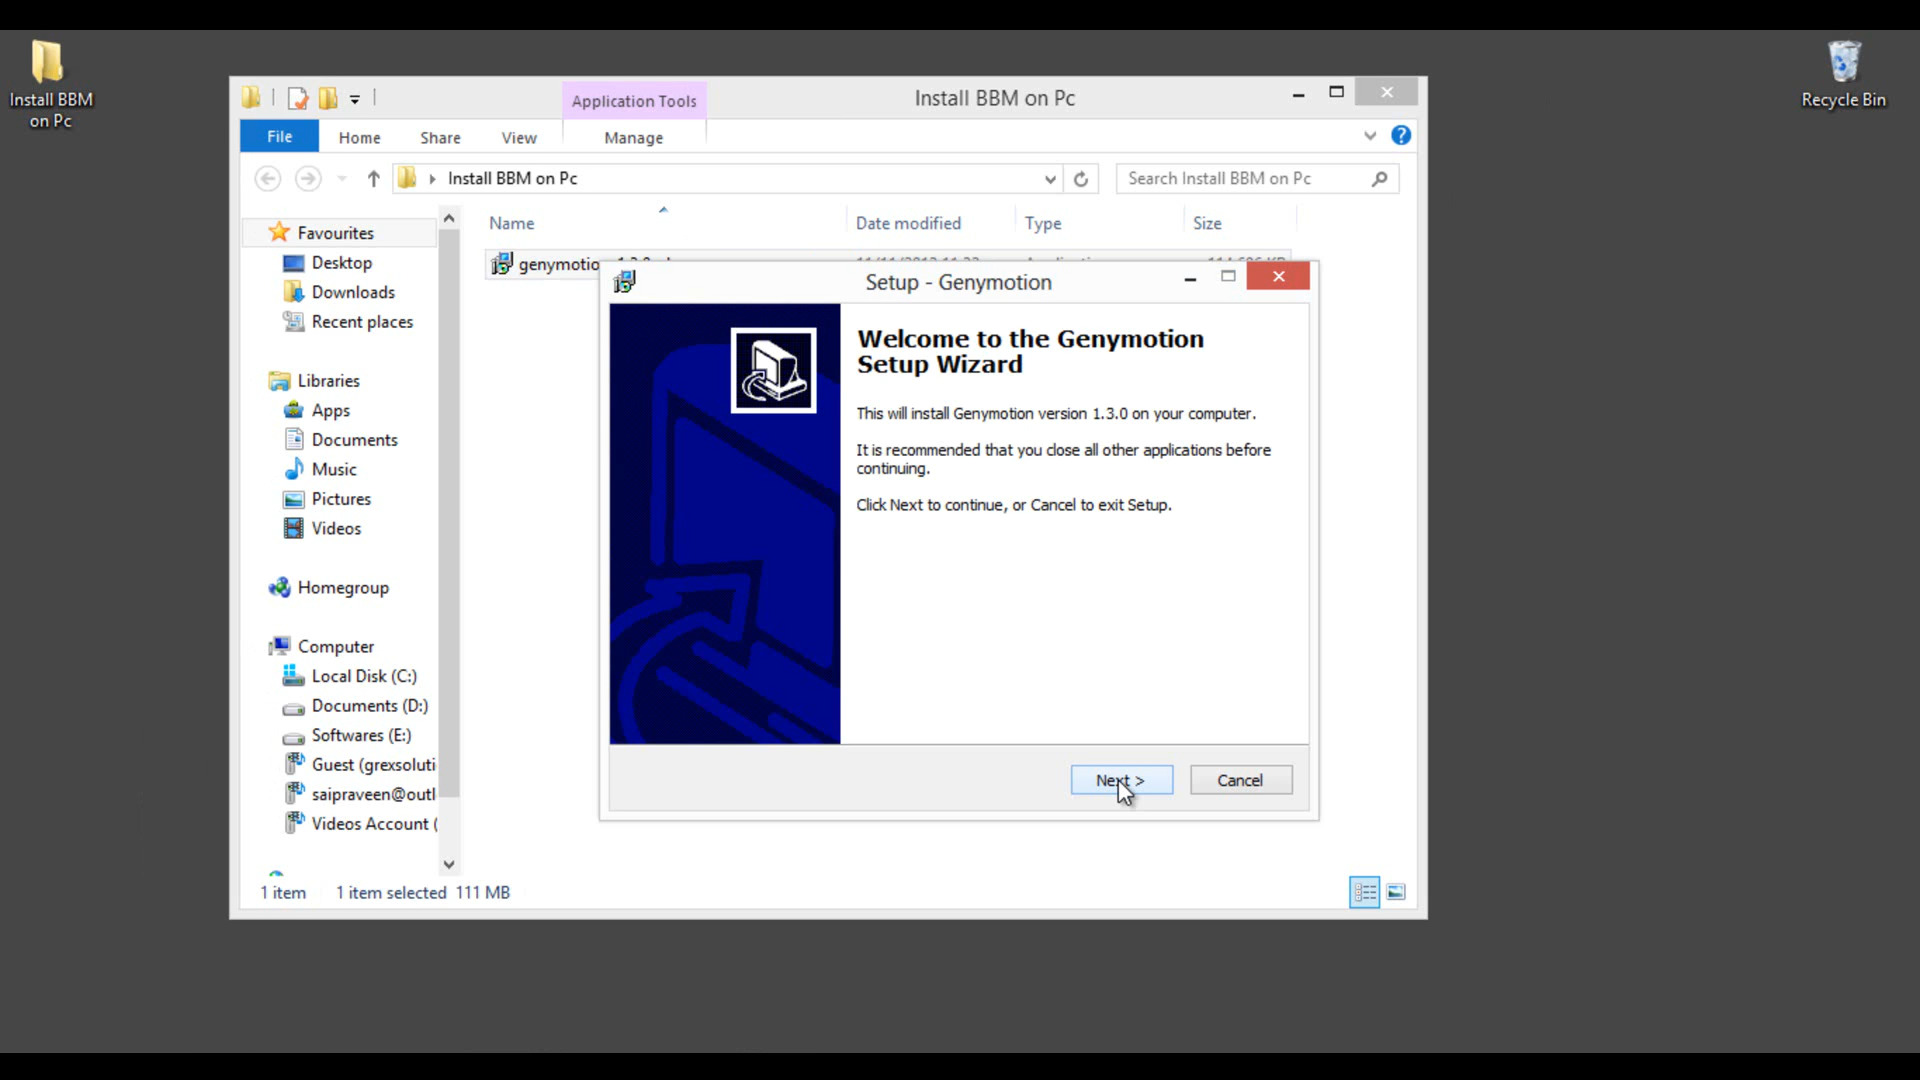 Install BBM
on Pc
Recycle Bin
Application Tools
Install BBM on Pc
File
Home
Share
View
Manage
Install BBM on Pc
Search Install BBM on Pc
Name
Date modified
Type
Size
Favourites
Desktop
Downloads
Recent places
Libraries
Apps
Documents
Music
Pictures
Videos
Homegroup
Computer
Local Disk (C:)
Documents (D:)
Softwares (E:)
Guest (grexsoluti
saipraveen@outl
Videos Account (
genymotio
Setup - Genymotion
Welcome to the Genymotion
Setup Wizard
This will install Genymotion version 1.3.0 on your computer.
It is recommended that you close all other applications before
continuing.
Click Next to continue, or Cancel to exit Setup.
Next >
Cancel
1 item
1 item selected 111 MB